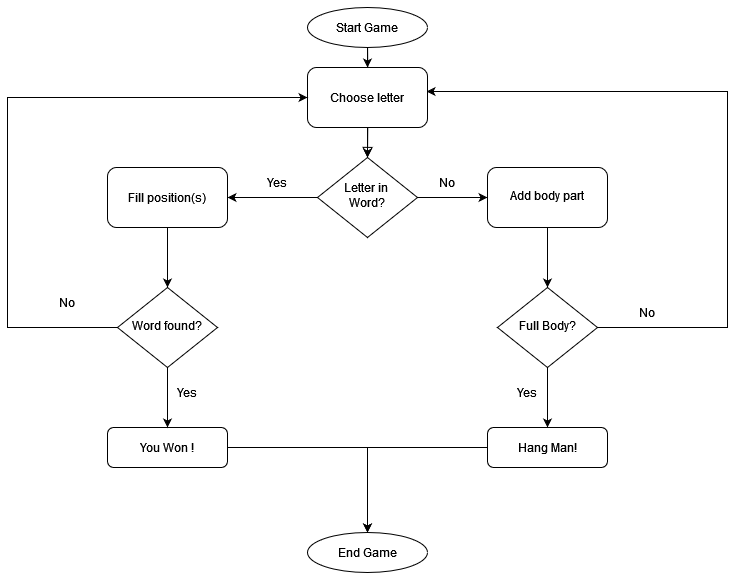 Start Game
Choose letter
Yes
Letter in
Word?
No
Fill position(s)
Add body part
No
Word found?
Full Body?
No
Yes
Yes
You Won !
Hang Man!
End Game